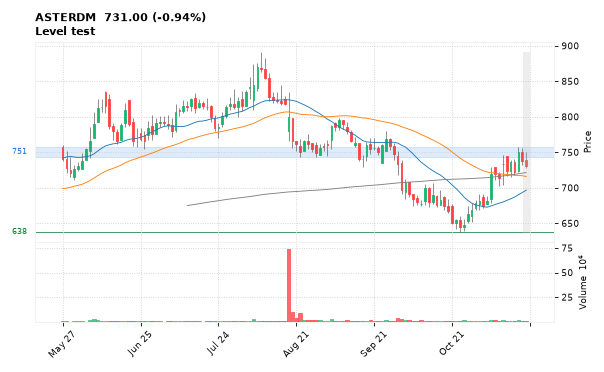 ASTERDM 731.00 (-0.94%)
Level test
900
850
800
751
750
700
650
638
Price
75
50
25
Volume 10⁴
May 27
Jun 25
Jul 24
Aug 21
Sep 21
Oct 21